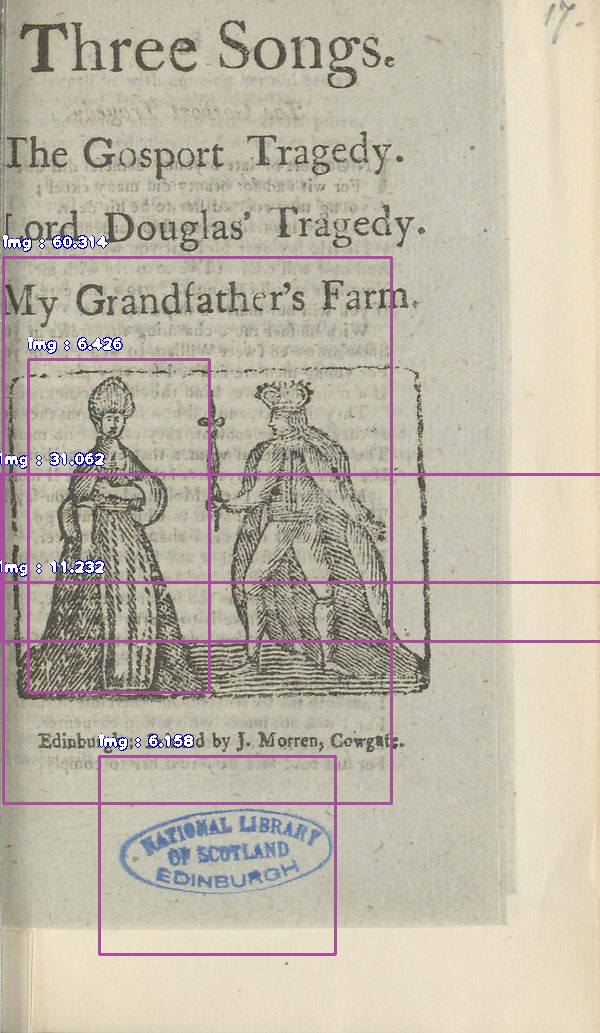 17.
Three Songs.
The Gosport Tragedy.
Lord Douglas' Tragedy.
img : 60.314
My Grandfather's Farm.
img : 6.426
img : 31.062
img : 11.232
Edinburgh: by J. Morren, Cowgate.
img : 6.158
NATIONAL LIBRARY
OF SCOTLAND
EDINBURGH